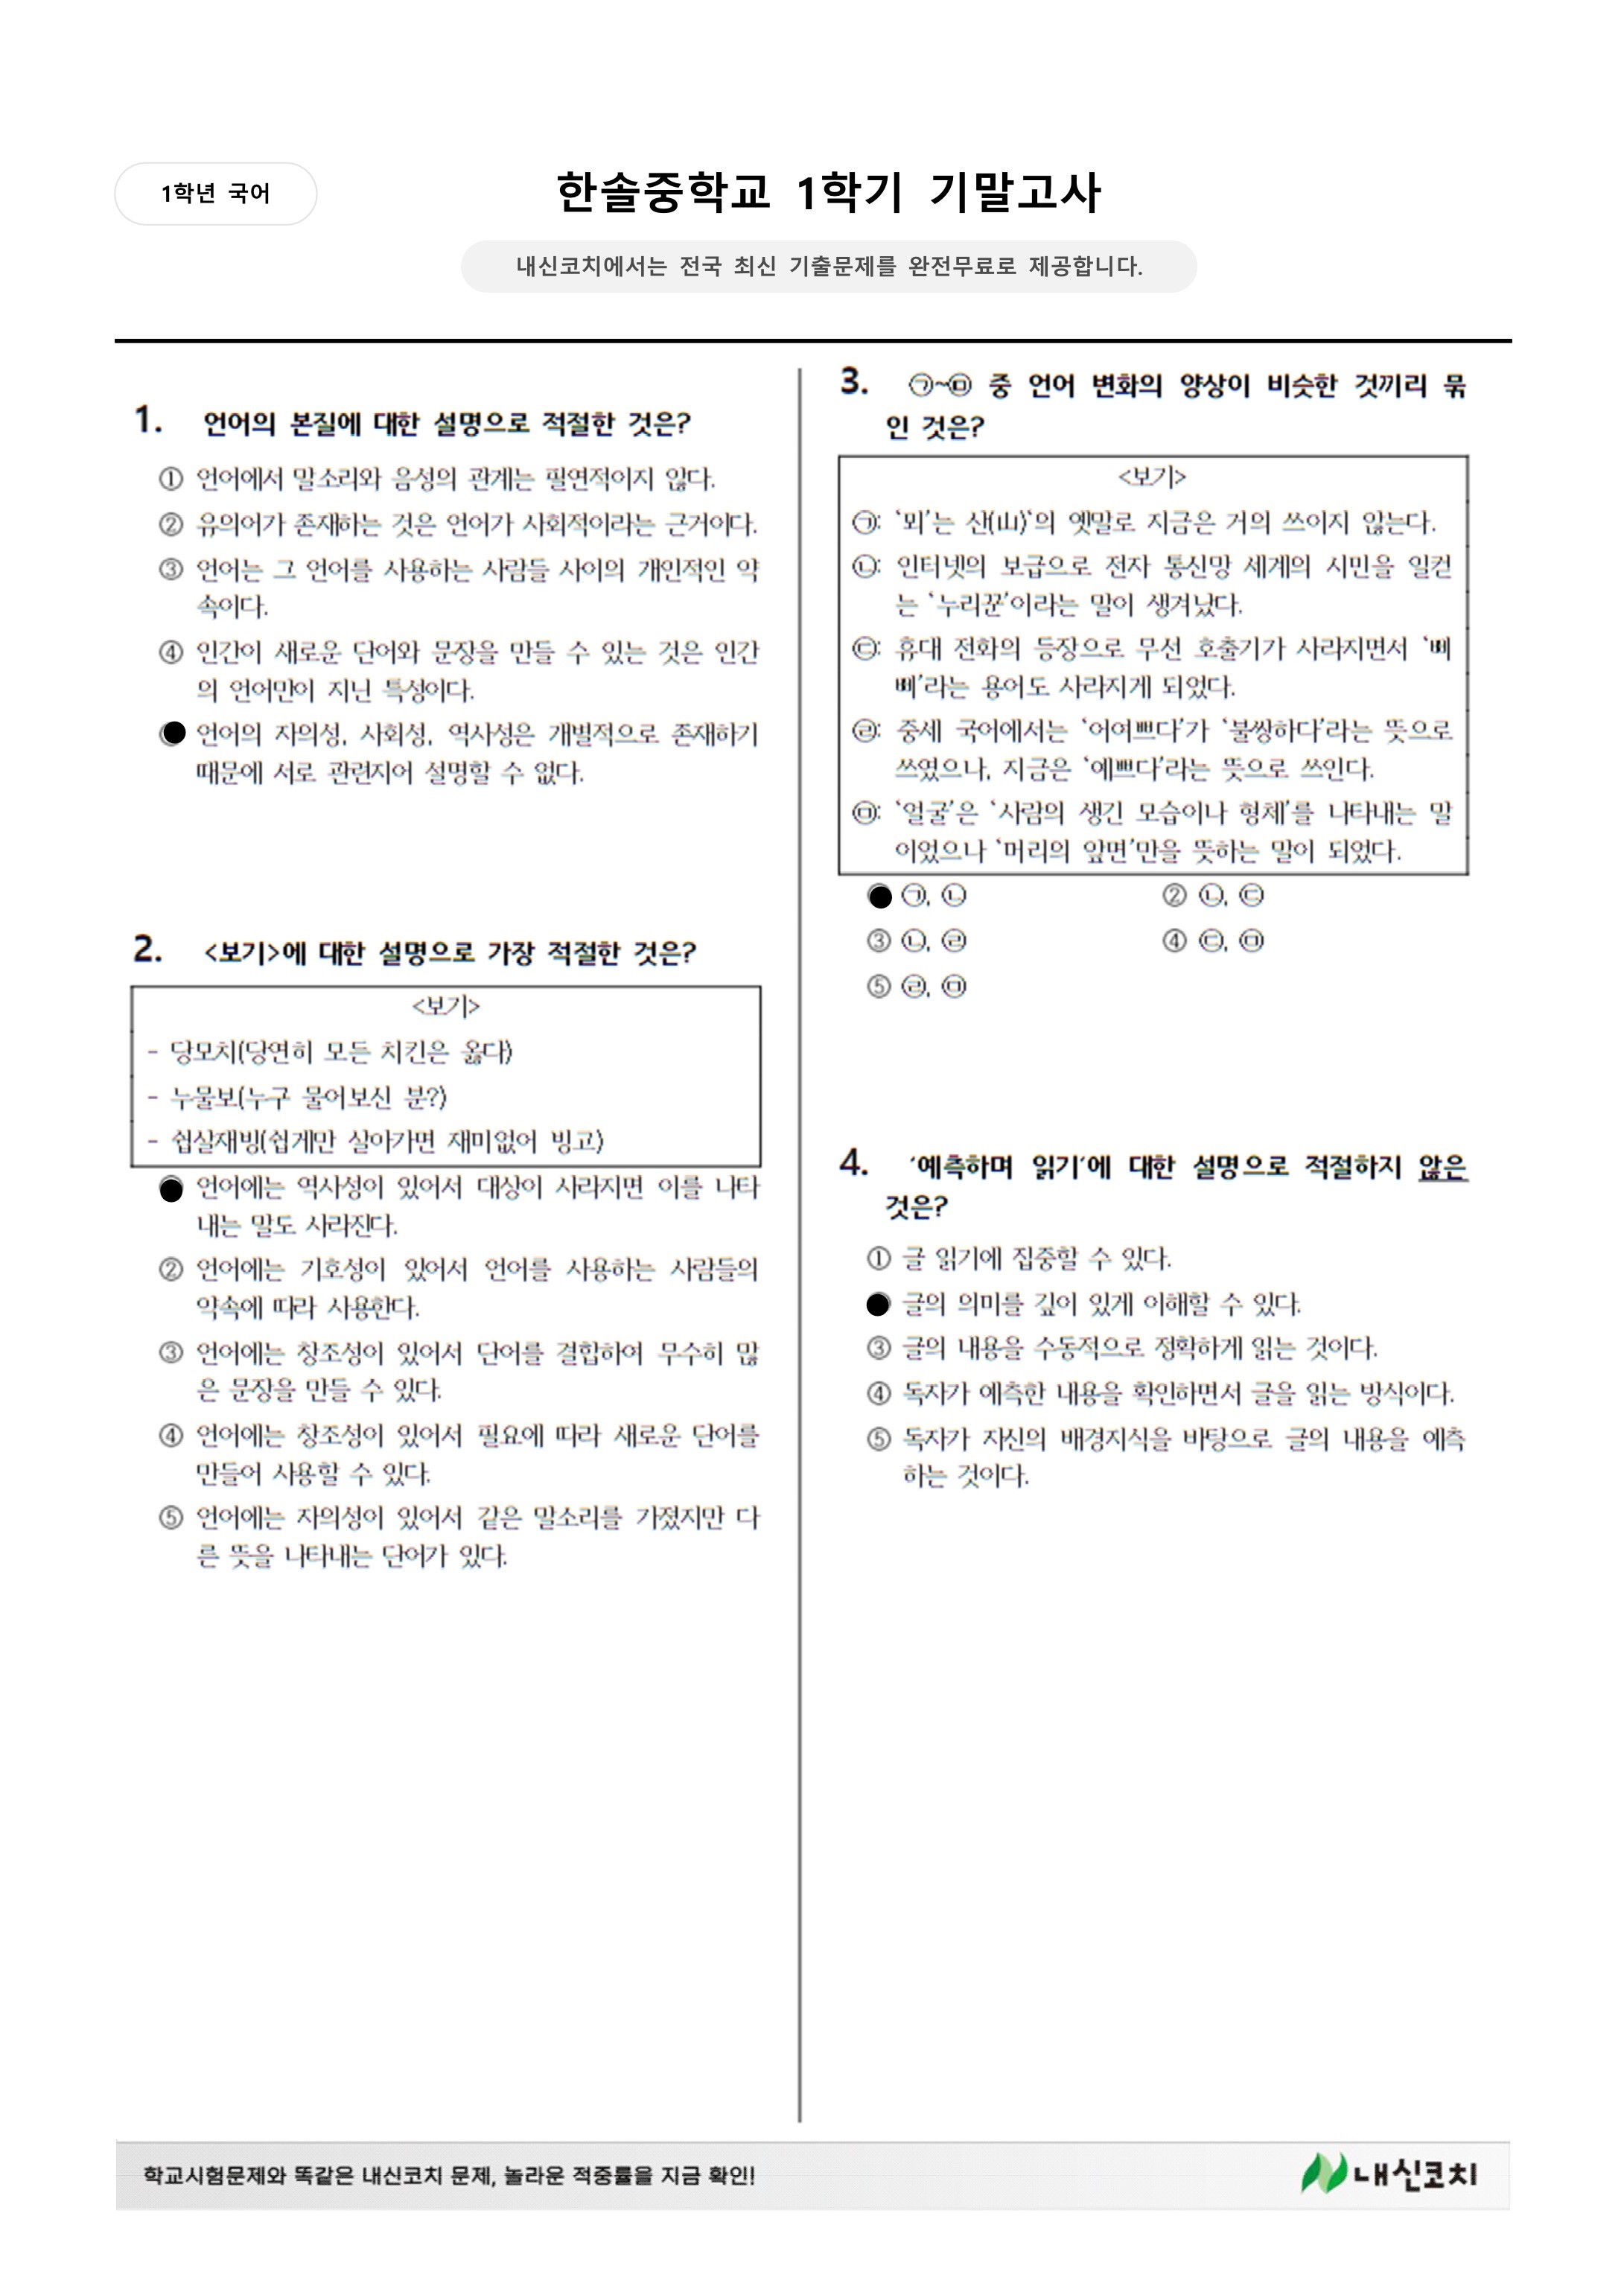 1학년 국어
한솔중학교 1학기 기말고사
내신코치에서는 전국 최신 기출문제를 완전무료로 제공합니다.
1. 언어의 본질에 대한 설명으로 적절한 것은?
① 언어에서 말소리와 음성의 관계는 필연적이지 않다.
② 유의어가 존재하는 것은 언어가 사회적이라는 근거이다.
③ 언어는 그 언어를 사용하는 사람들 사이의 개인적인 약
속이다.
④ 인간이 새로운 단어와 문장을 만들 수 있는 것은 인간
의 언어만이 지닌 특성이다.
● 언어의 자의성, 사회성, 역사성은 개별적으로 존재하기
때문에 서로 관련지어 설명할 수 없다.
2. <보기>에 대한 설명으로 가장 적절한 것은?
<보기>
- 당모치(당연히 모든 치킨은 옳다)
- 누물보(누구 물어보신 분?)
- 쉽살재빙(쉽게만 살아가면 재미없어 빙고)
● 언어에는 역사성이 있어서 대상이 사라지면 이를 나타
내는 말도 사라진다.
② 언어에는 기호성이 있어서 언어를 사용하는 사람들의
약속에 따라 사용한다.
③ 언어에는 창조성이 있어서 단어를 결합하여 무수히 많
은 문장을 만들 수 있다.
④ 언어에는 창조성이 있어서 필요에 따라 새로운 단어를
만들어 사용할 수 있다.
⑤ 언어에는 자의성이 있어서 같은 말소리를 가졌지만 다
른 뜻을 나타내는 단어가 있다.
3. ㉠~㉤ 중 언어 변화의 양상이 비슷한 것끼리 묶
인 것은?
<보기>
㉠: ‘뫼’는 산(山)‘의 옛말로 지금은 거의 쓰이지 않는다.
㉡: 인터넷의 보급으로 전자 통신망 세계의 시민을 일컫
는 ‘누리꾼’이라는 말이 생겨났다.
㉢: 휴대 전화의 등장으로 무선 호출기가 사라지면서 ‘삐
삐’라는 용어도 사라지게 되었다.
㉣: 중세 국어에서는 ‘어여쁘다’가 ‘불쌍하다’라는 뜻으로
쓰였으나, 지금은 ‘예쁘다’라는 뜻으로 쓰인다.
㉤: ‘얼굴’은 ‘사람의 생긴 모습이나 형체’를 나타내는 말
이었으나 ‘머리의 앞면’만을 뜻하는 말이 되었다.
● ㉠, ㉡ ② ㉡, ㉢
③ ㉡, ㉣ ④ ㉢, ㉤
⑤ ㉣, ㉤
4. ‘예측하며 읽기’에 대한 설명으로 적절하지 않은
것은?
① 글 읽기에 집중할 수 있다.
● 글의 의미를 깊이 있게 이해할 수 있다.
③ 글의 내용을 수동적으로 정확하게 읽는 것이다.
④ 독자가 예측한 내용을 확인하면서 글을 읽는 방식이다.
⑤ 독자가 자신의 배경지식을 바탕으로 글의 내용을 예측
하는 것이다.
학교시험문제와 똑같은 내신코치 문제, 놀라운 적중률을 지금 확인!
내신코치